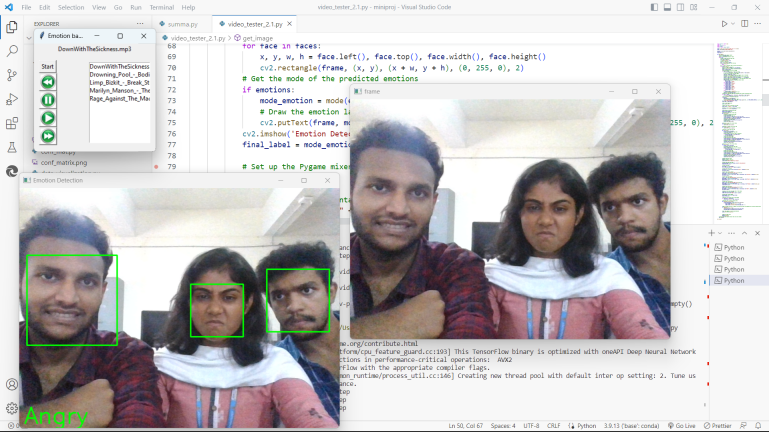 File Edit Selection View Go Run Terminal Help
video_tester_2.1.py - miniproj - Visual Studio Code
EXPLORER
summa.py
video_tester_2.1.py
video_tester_2.1.py > get_image
Emotion ba...
DownWithTheSickness.mp3
Start
DownWithTheSickness
Drowning_Pool_-_Bodi
Limp_Bizkit_-_Break_St
Marilyn_Manson_-_The
Rage_Against_The_Mac
conf_matrix.png
68 for face in faces:
69 x, y, w, h = face.left(), face.top(), face.width(), face.height()
70 cv2.rectangle(frame, (x, y), (x + w, y + h), (0, 255, 0), 2)
71 # Get the mode of the predicted emotions
72 if emotions:
73 mode_emotion = mode(
74 # Draw the emotion la
75 cv2.putText(frame, mo
255, 0), 2
76 cv2.imshow('Emotion Detec
77 final_label = mode_emotio
78
79 # Set up the Pygame mixer
frame
Emotion Detection
Angry
Python
Python
Python
Python
empty()
me.org/contribute.html
tform/cpu_feature_guard.cc:193] This TensorFlow binary is optimized with oneAPI Deep Neural Network
ctions in performance-critical operations: AVX2
rFlow with the appropriate compiler flags.
mon_runtime/process_util.cc:146] Creating new thread pool with default inter op setting: 2. Tune us
ance.
tep
tep
tep
Ln 50, Col 67 Spaces: 4 UTF-8 CRLF Python 3.9.13 ('base': conda) Go Live Prettier